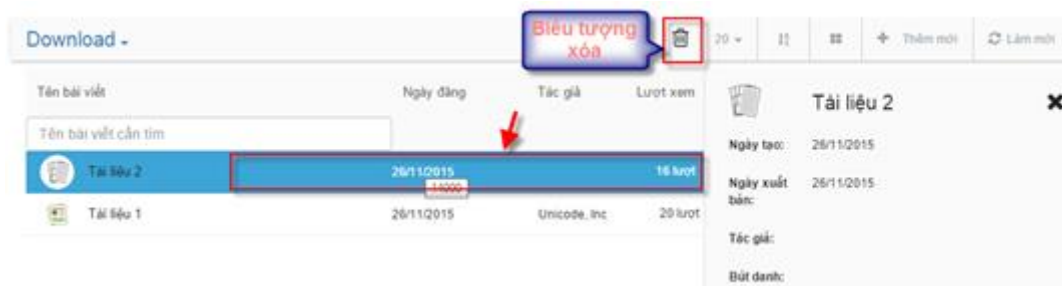 Download
Biểu tượng
xóa
20
Thêm mới
Làm mới
Tên bài viết
Ngày đăng
Tác giả
Lượt xem
Tên bài viết cần tìm
Tài liệu 2
26/11/2015
16 lượt
14000
Tài liệu 1
26/11/2015
Unicode, Inc
20 lượt
Tài liệu 2
Ngày tạo:
26/11/2015
Ngày xuất
bản:
26/11/2015
Tác giả:
Bút danh: